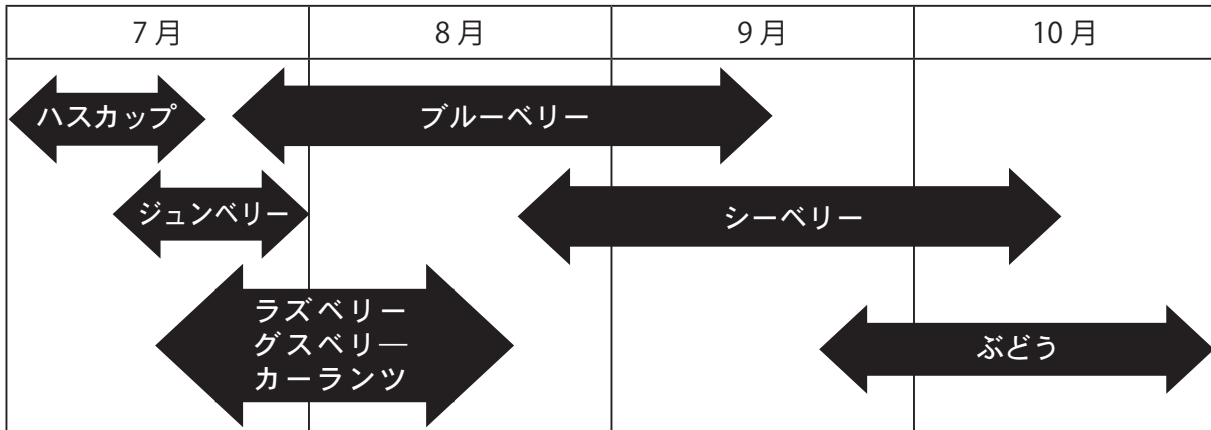 7月 8月 9月 10月
ハスカップ ブルーベリー
ジュンベリー シーベリー
ラズベリー
グスベリ―
カーランツ
ぶどう